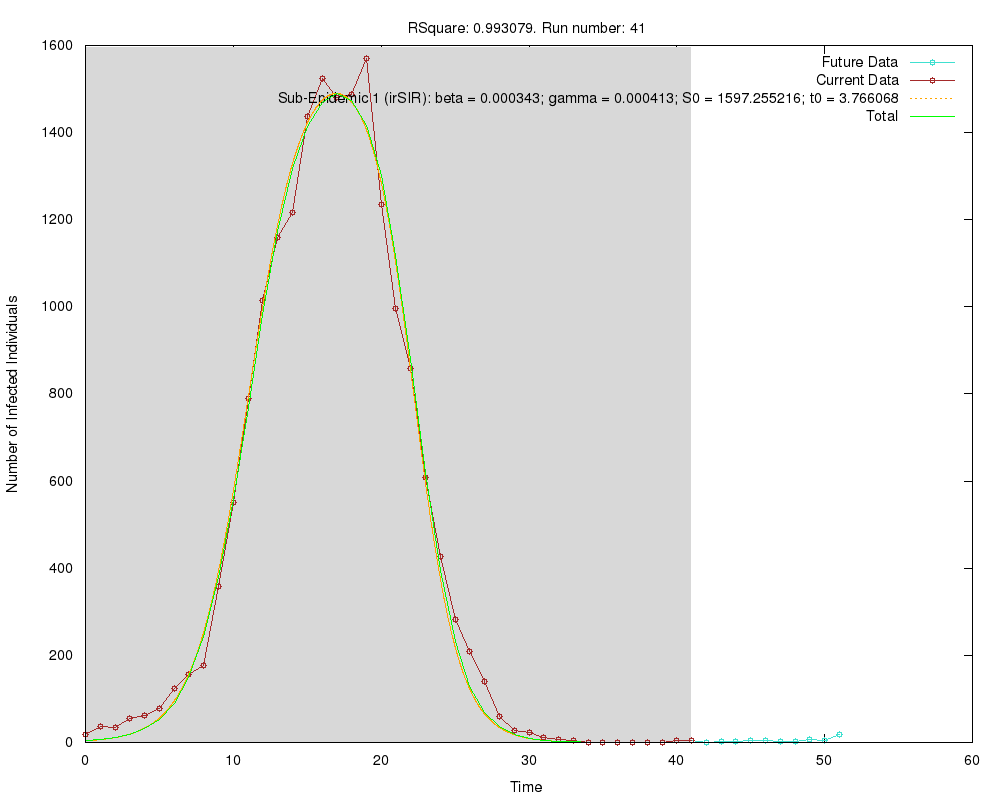 RSquare: 0.993079. Run number: 41
Future Data
Current Data
Sub-Epidemic 1 (irSIR): beta = 0.000343; gamma = 0.000413; S0 = 1597.255216; t0 = 3.766068
Total
1600
1400
1200
1000
800
600
400
200
0
Number of Infected Individuals
0 10 20 30 40 50 60
Time